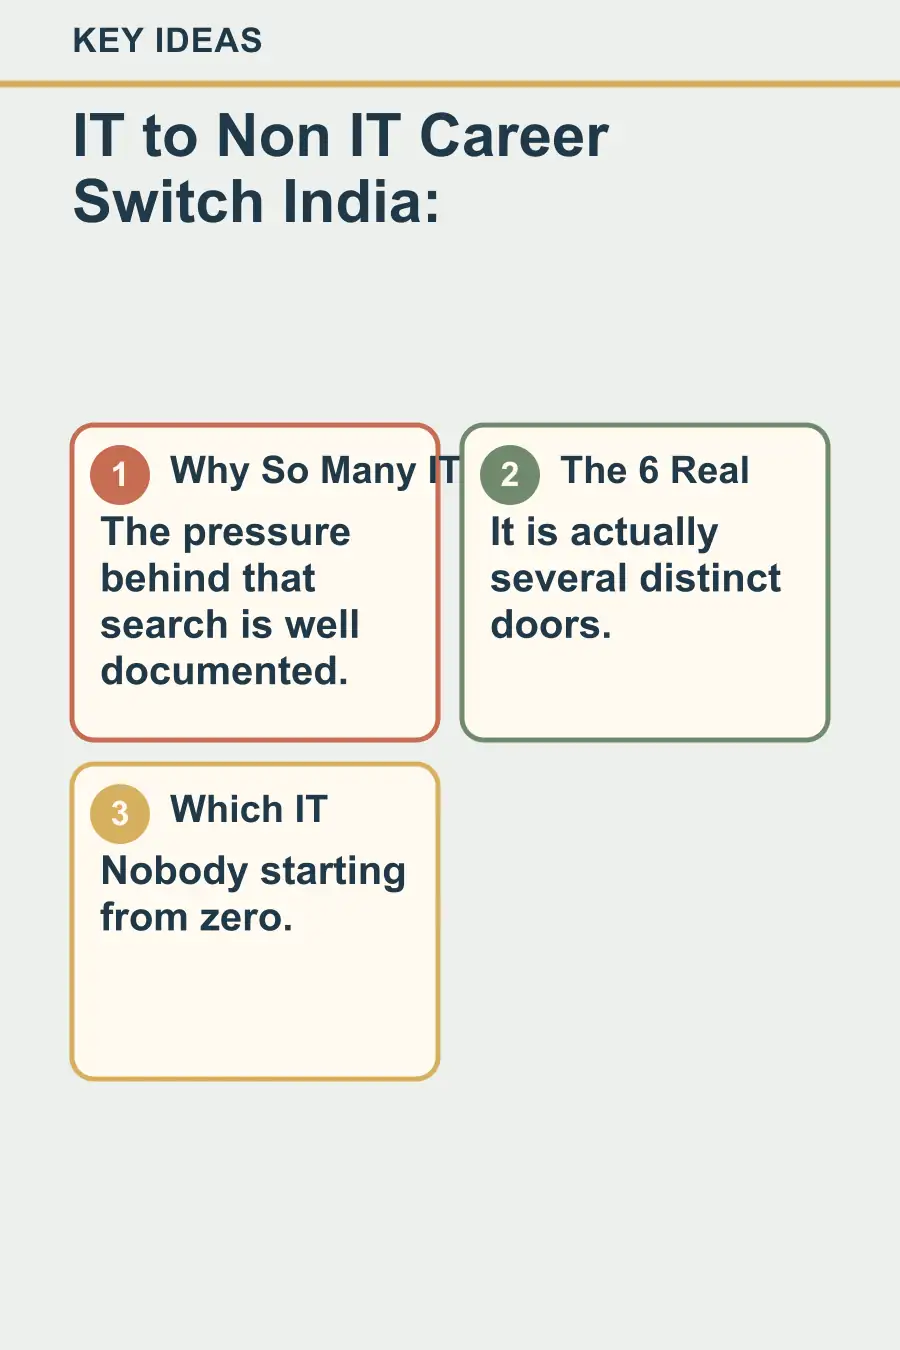 KEY IDEAS
IT to Non IT Career
Switch India:
1 Why So Many IT
The pressure
behind that
search is well
documented.
2 The 6 Real
It is actually
several distinct
doors.
3 Which IT
Nobody starting
from zero.